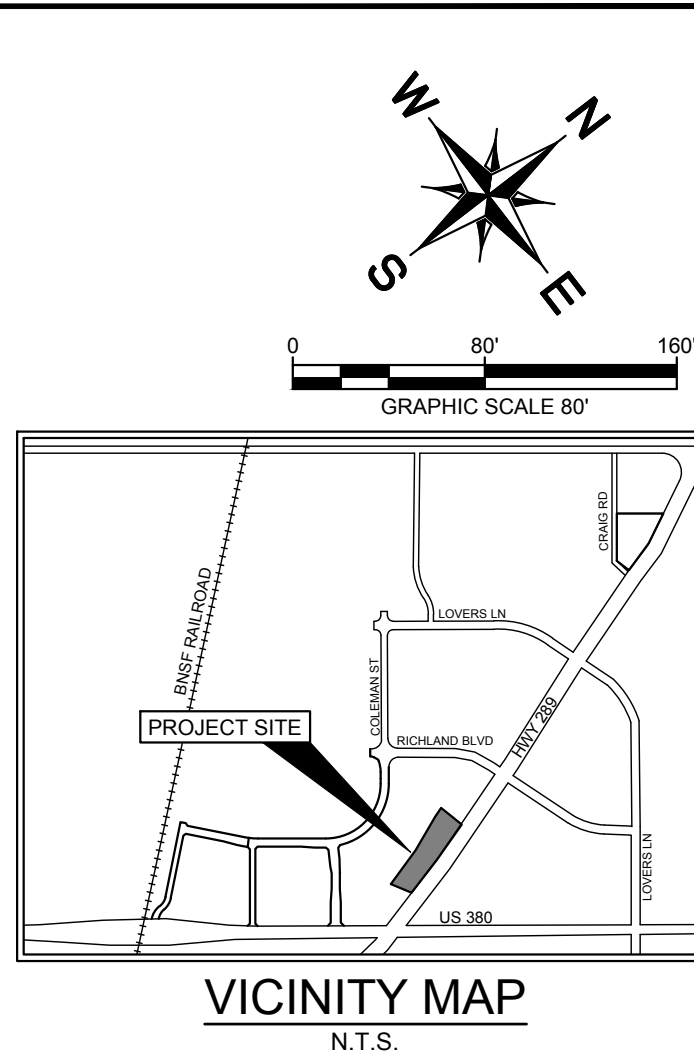 W
N
S
E
0 80' 160'
GRAPHIC SCALE 80'
CRAIG RD
BNSF RAILROAD
LOVERS LN
COLEMAN ST
HWY 289
PROJECT SITE
RICHLAND BLVD
LOVERS LN
US 380
VICINITY MAP
N.T.S.